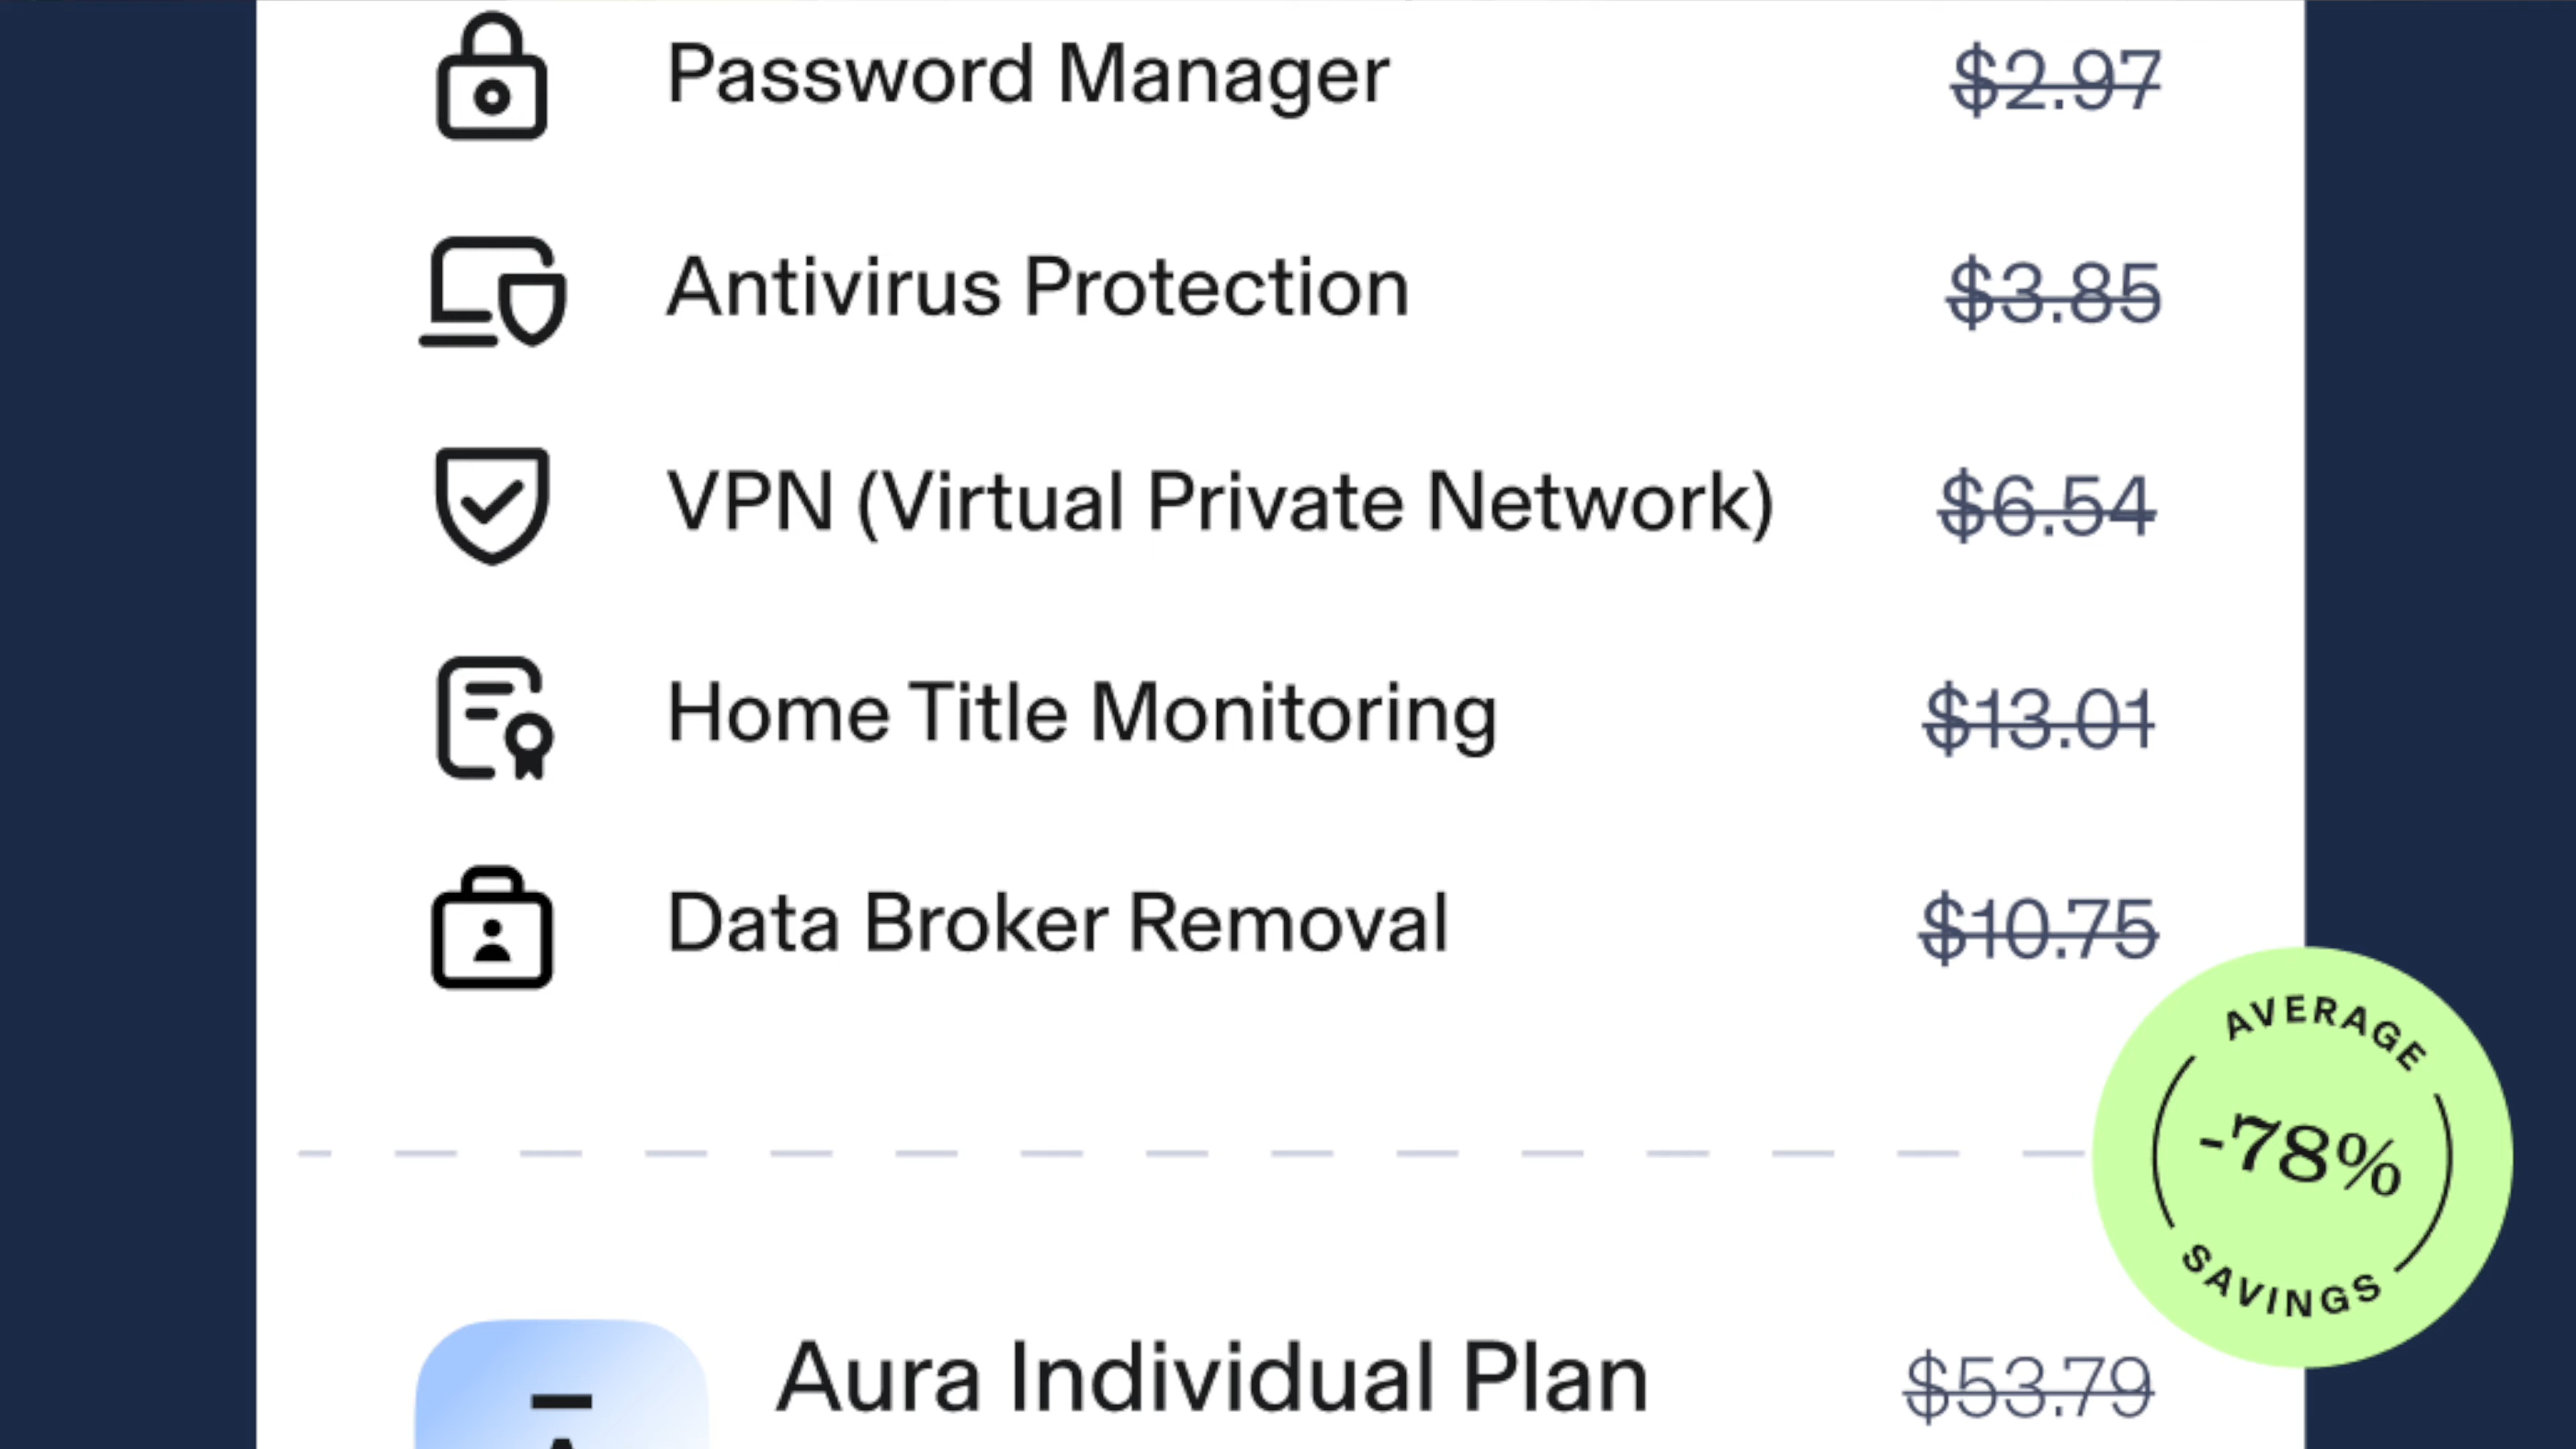 Password Manager $2.97
Antivirus Protection $3.85
VPN (Virtual Private Network) $6.54
Home Title Monitoring $13.01
Data Broker Removal $10.75
AVERAGE
-78%
SAVINGS
Aura Individual Plan $53.79